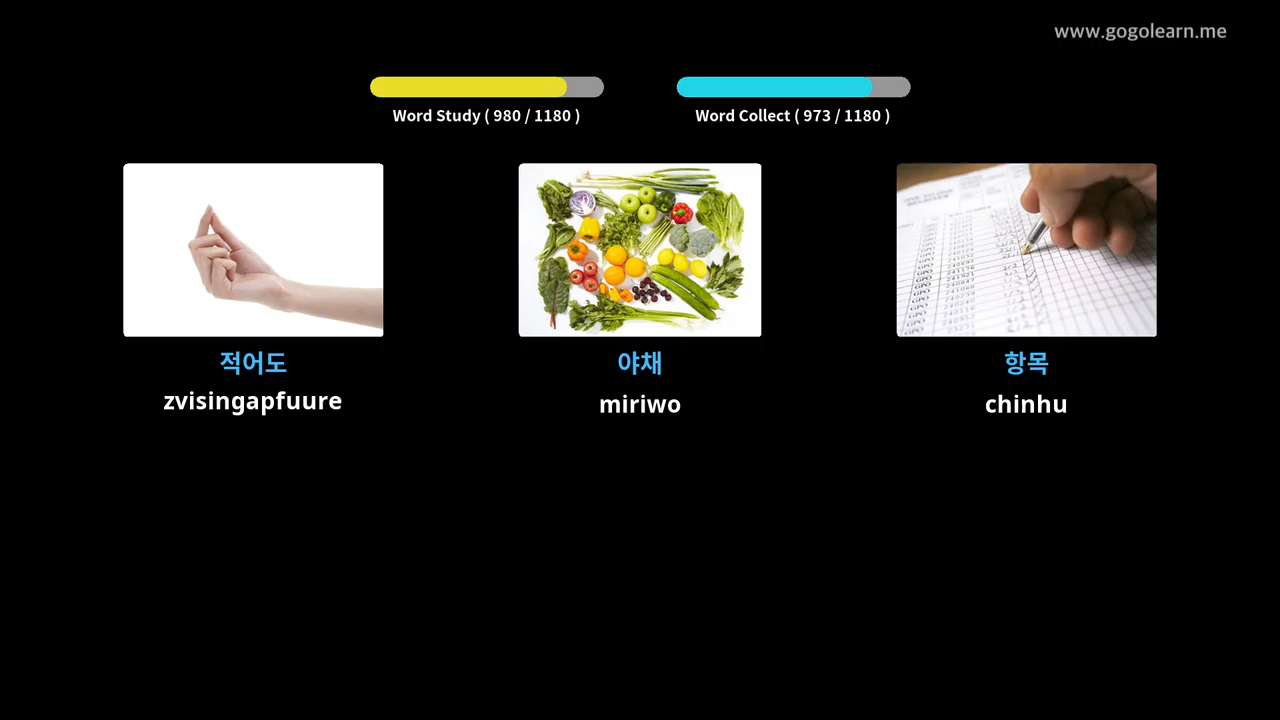 www.gogolearn.me
Word Study ( 980 / 1180 )
Word Collect ( 973 / 1180 )
적어도
야채
항목
zvisingapfuure
miriwo
chinhu